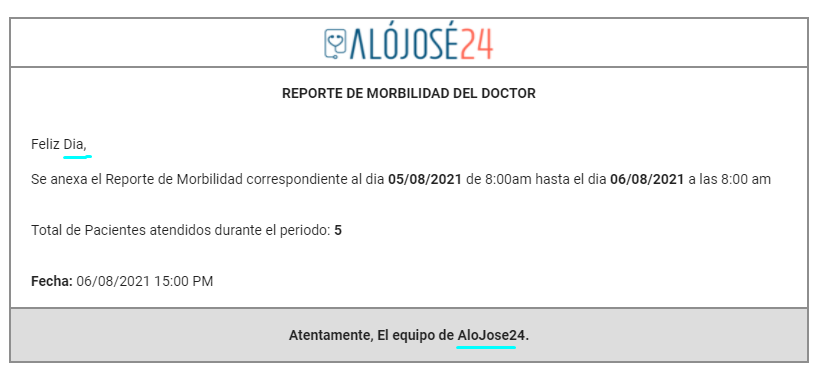 ALÓJOSÉ24
REPORTE DE MORBILIDAD DEL DOCTOR
Feliz Dia,
Se anexa el Reporte de Morbilidad correspondiente al dia 05/08/2021 de 8:00am hasta el dia 06/08/2021 a las 8:00 am
Total de Pacientes atendidos durante el periodo: 5
Fecha: 06/08/2021 15:00 PM
Atentamente, El equipo de AloJose24.